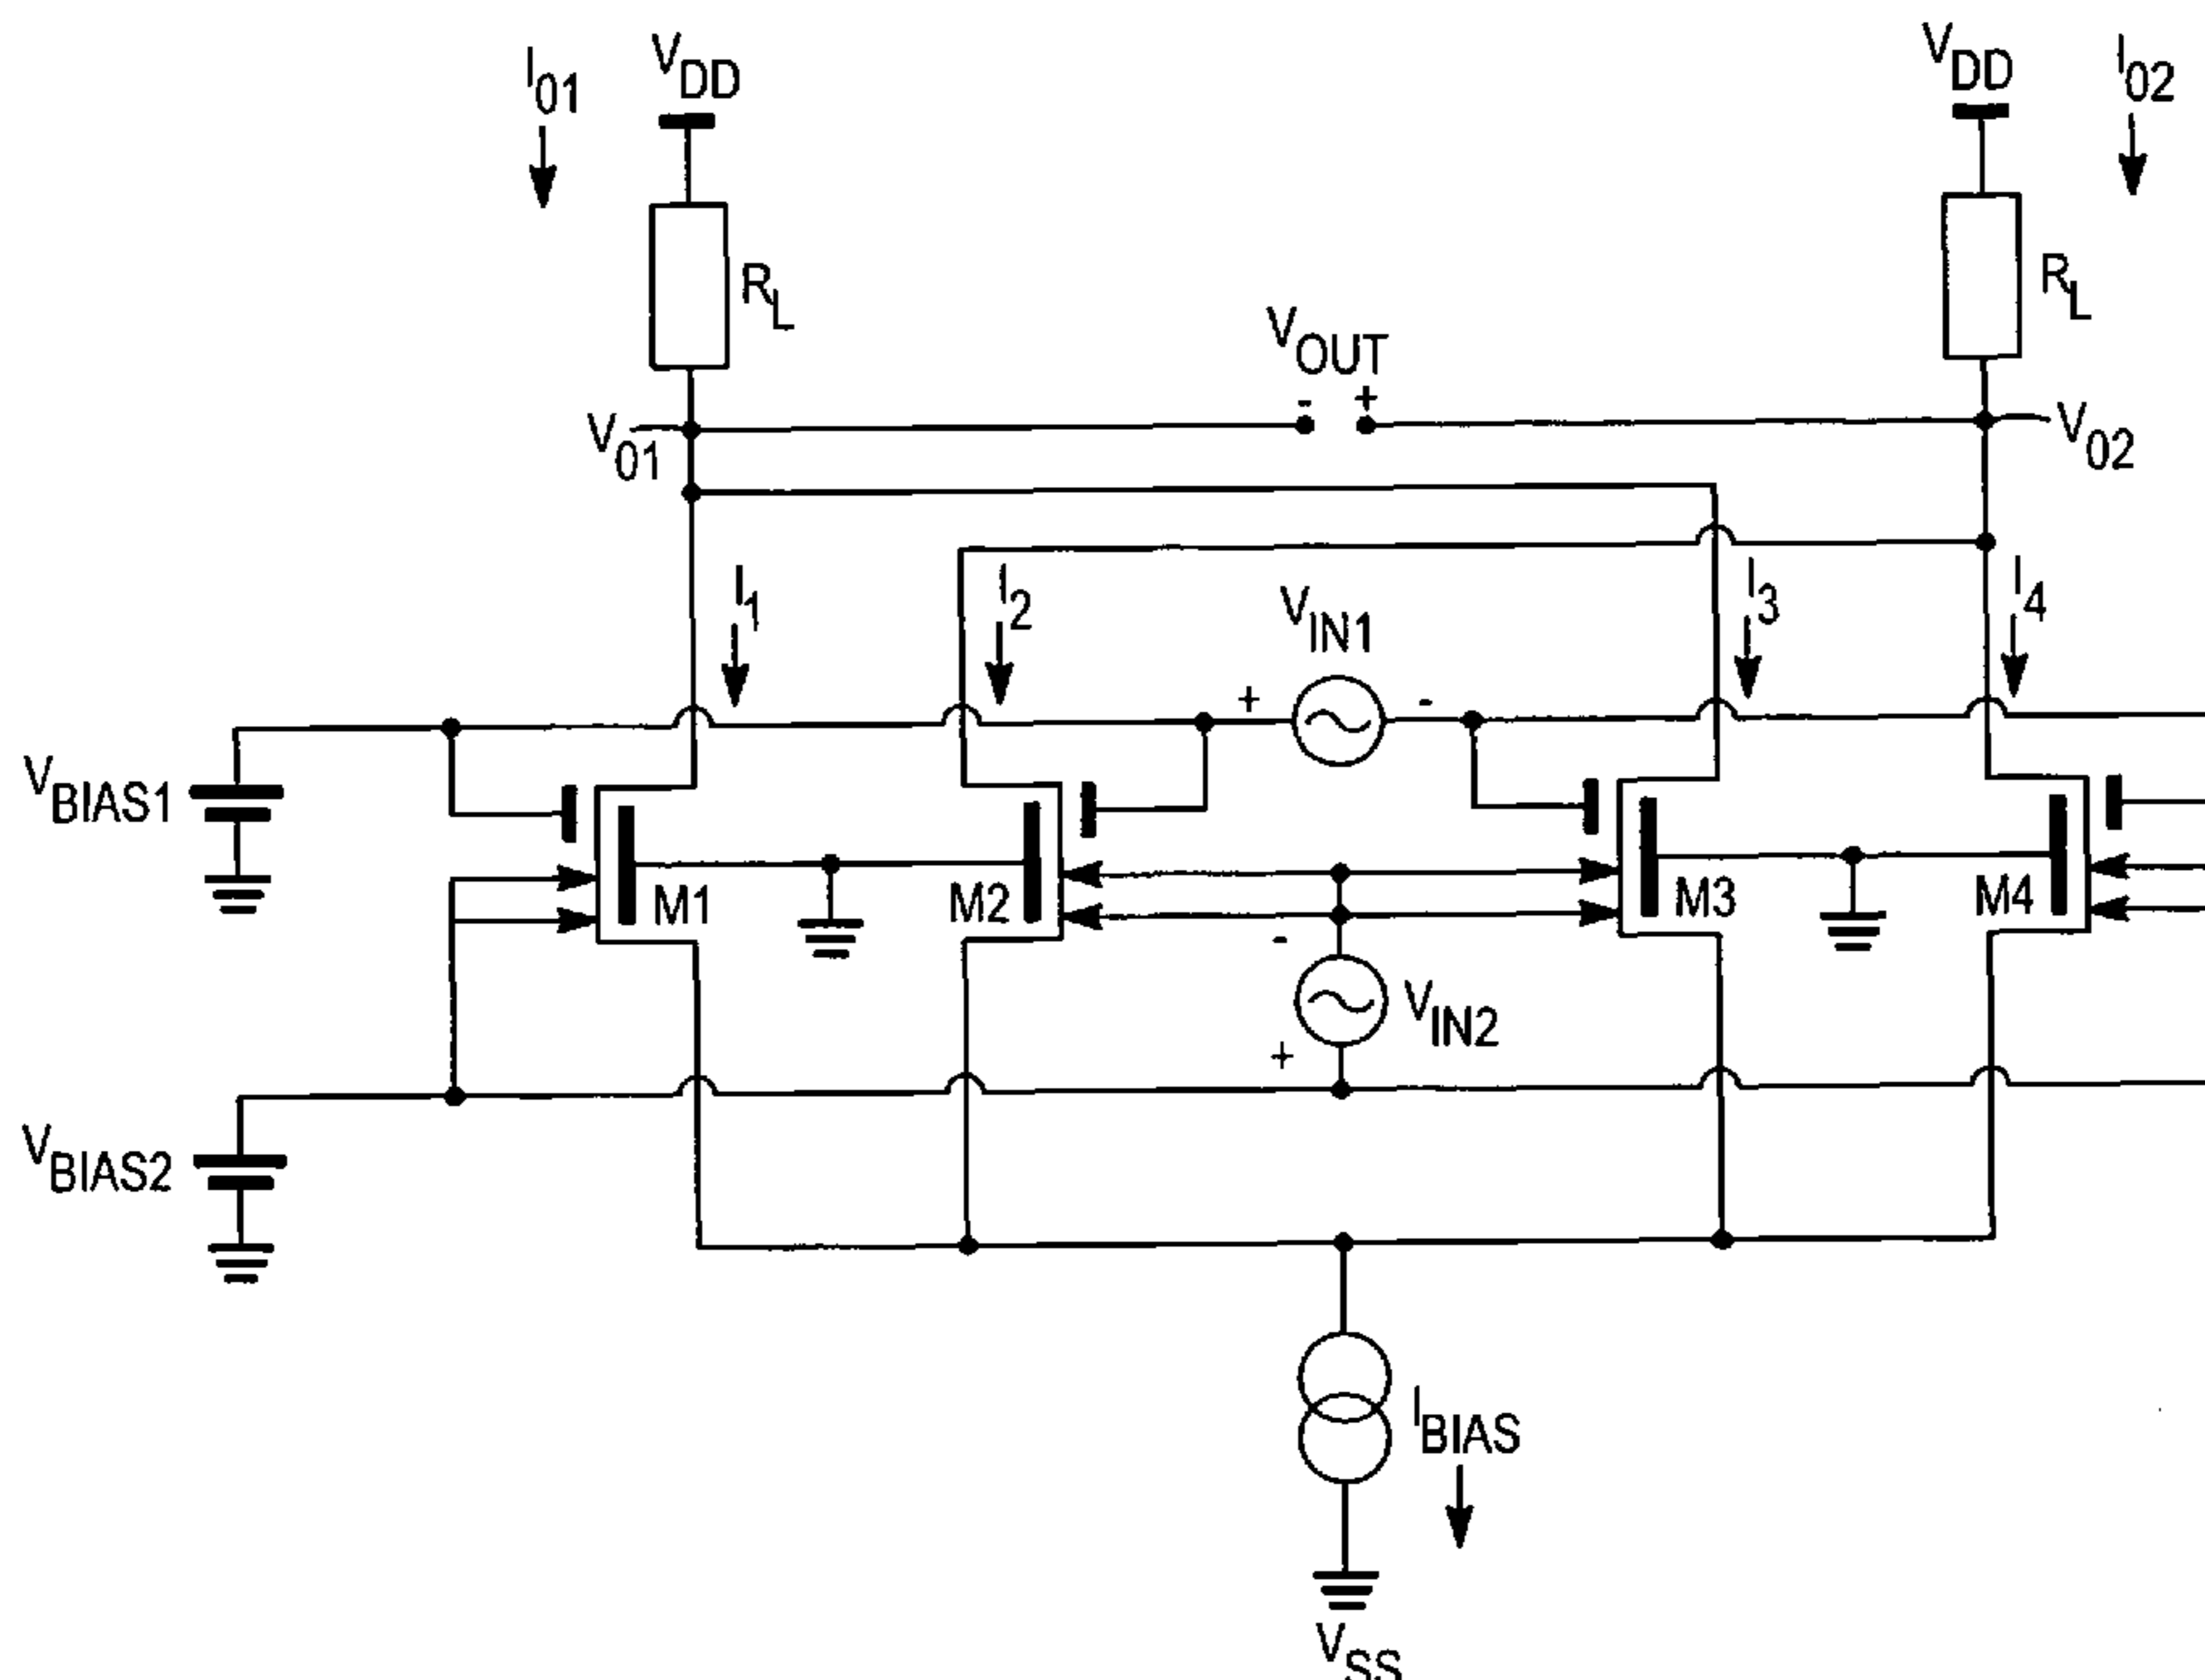 I01
VDD
VDD
I02
RL
RL
VOUT
- +
V01
V02
I1
I2
VIN1
I3
I4
+ -
VBIAS1
M1
M2
M3
M4
-
VIN2
+
VBIAS2
IBIAS
VSS